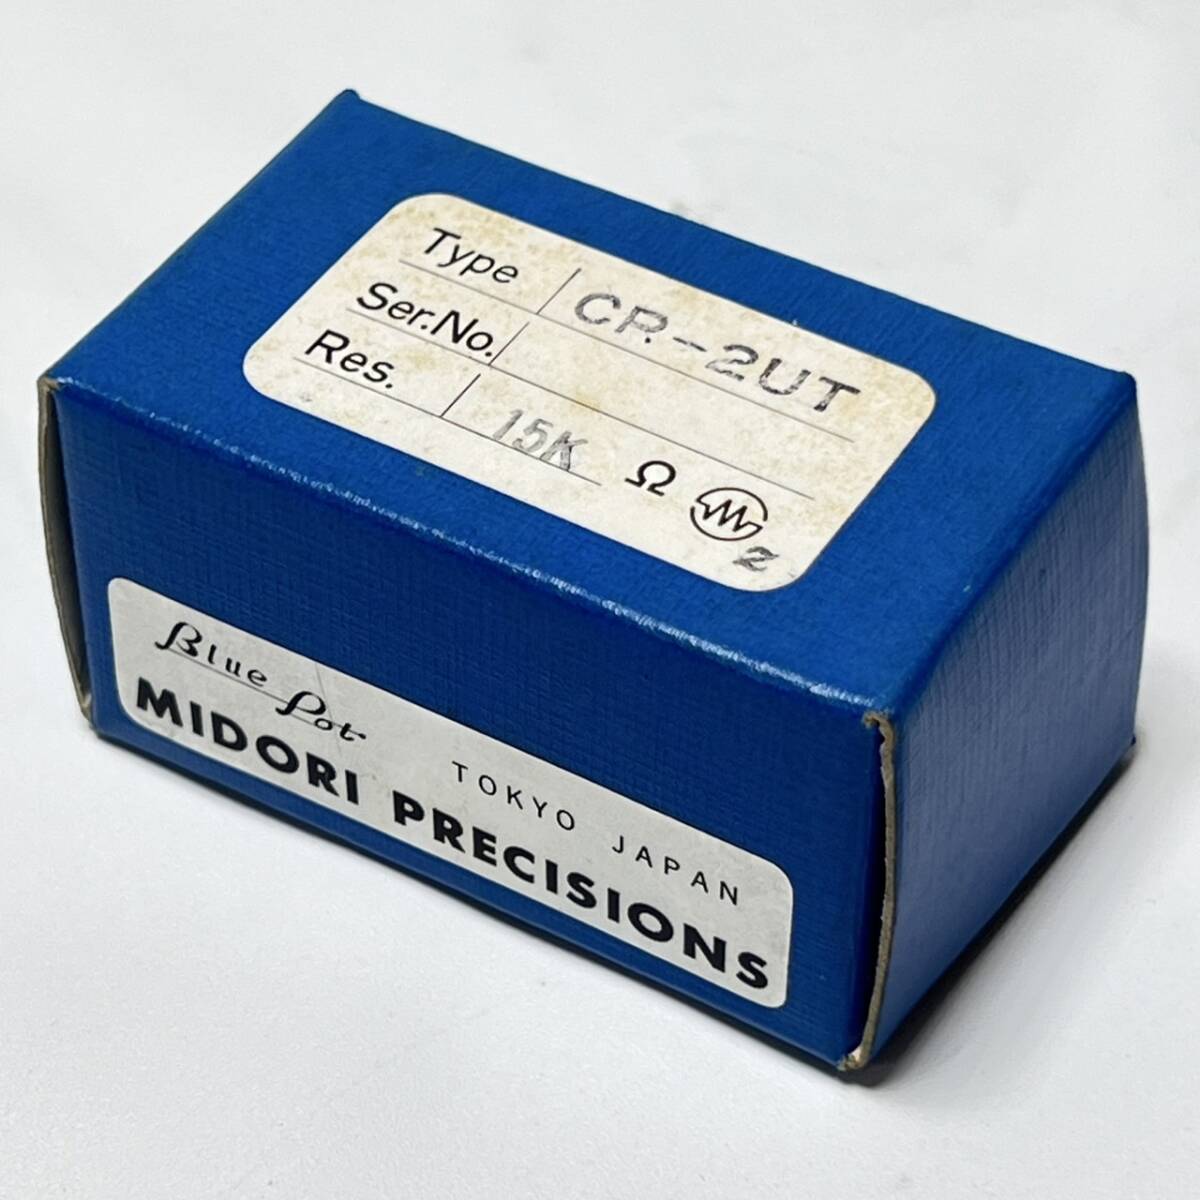 Type CP-2UT
Ser.No.
Res. 15K Ω
Z
Blue Pot
TOKYO JAPAN
MIDORI PRECISIONS